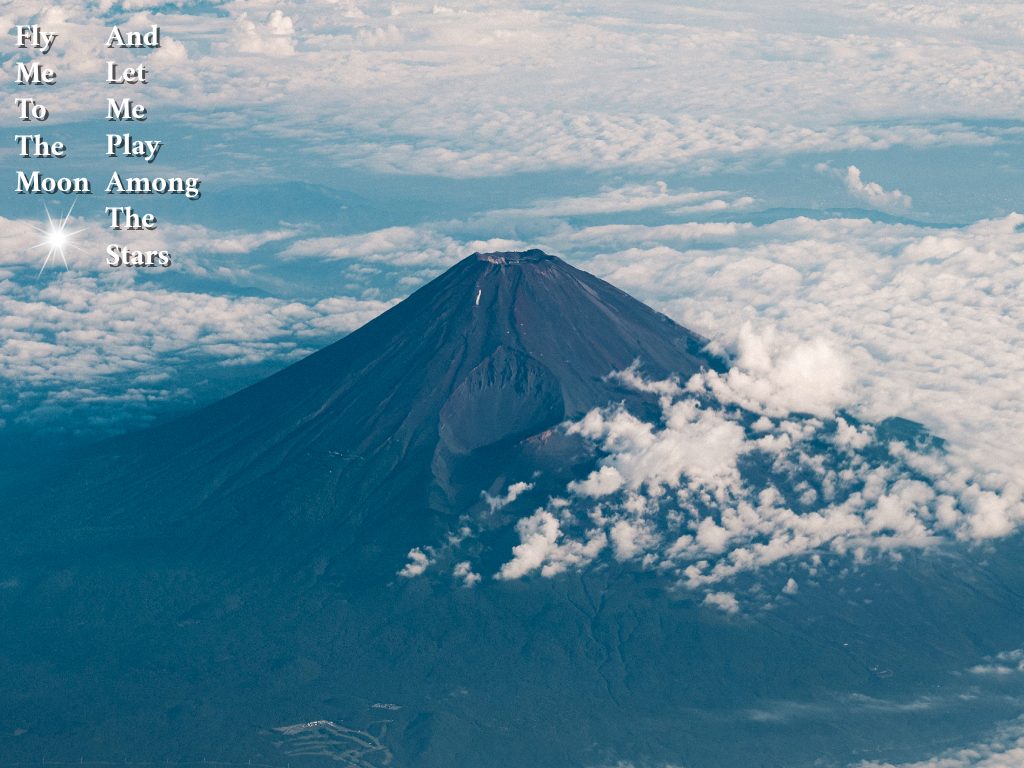 Fly
Me
To
The
Moon
And
Let
Me
Play
Among
The
Stars